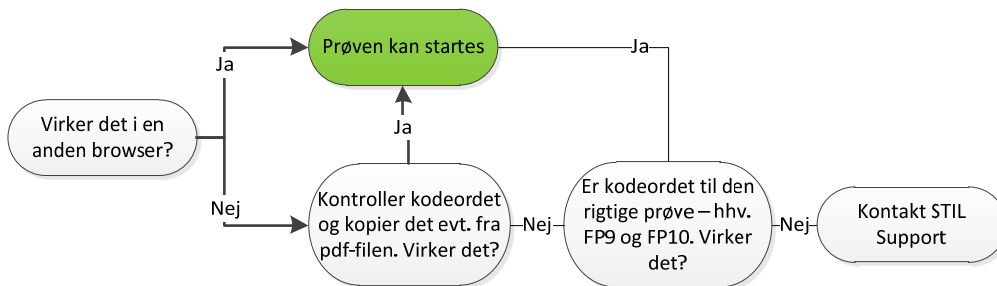 Prøven kan startes
Ja
Ja
Virker det i en
anden browser?
Ja
Nej
Kontroller kodeordet
og kopier det evt. fra
pdf-filen. Virker det?
Nej
Er kodeordet til den
rigtige prøve – hhv.
FP9 og FP10. Virker
det?
Nej
Kontakt STIL
Support